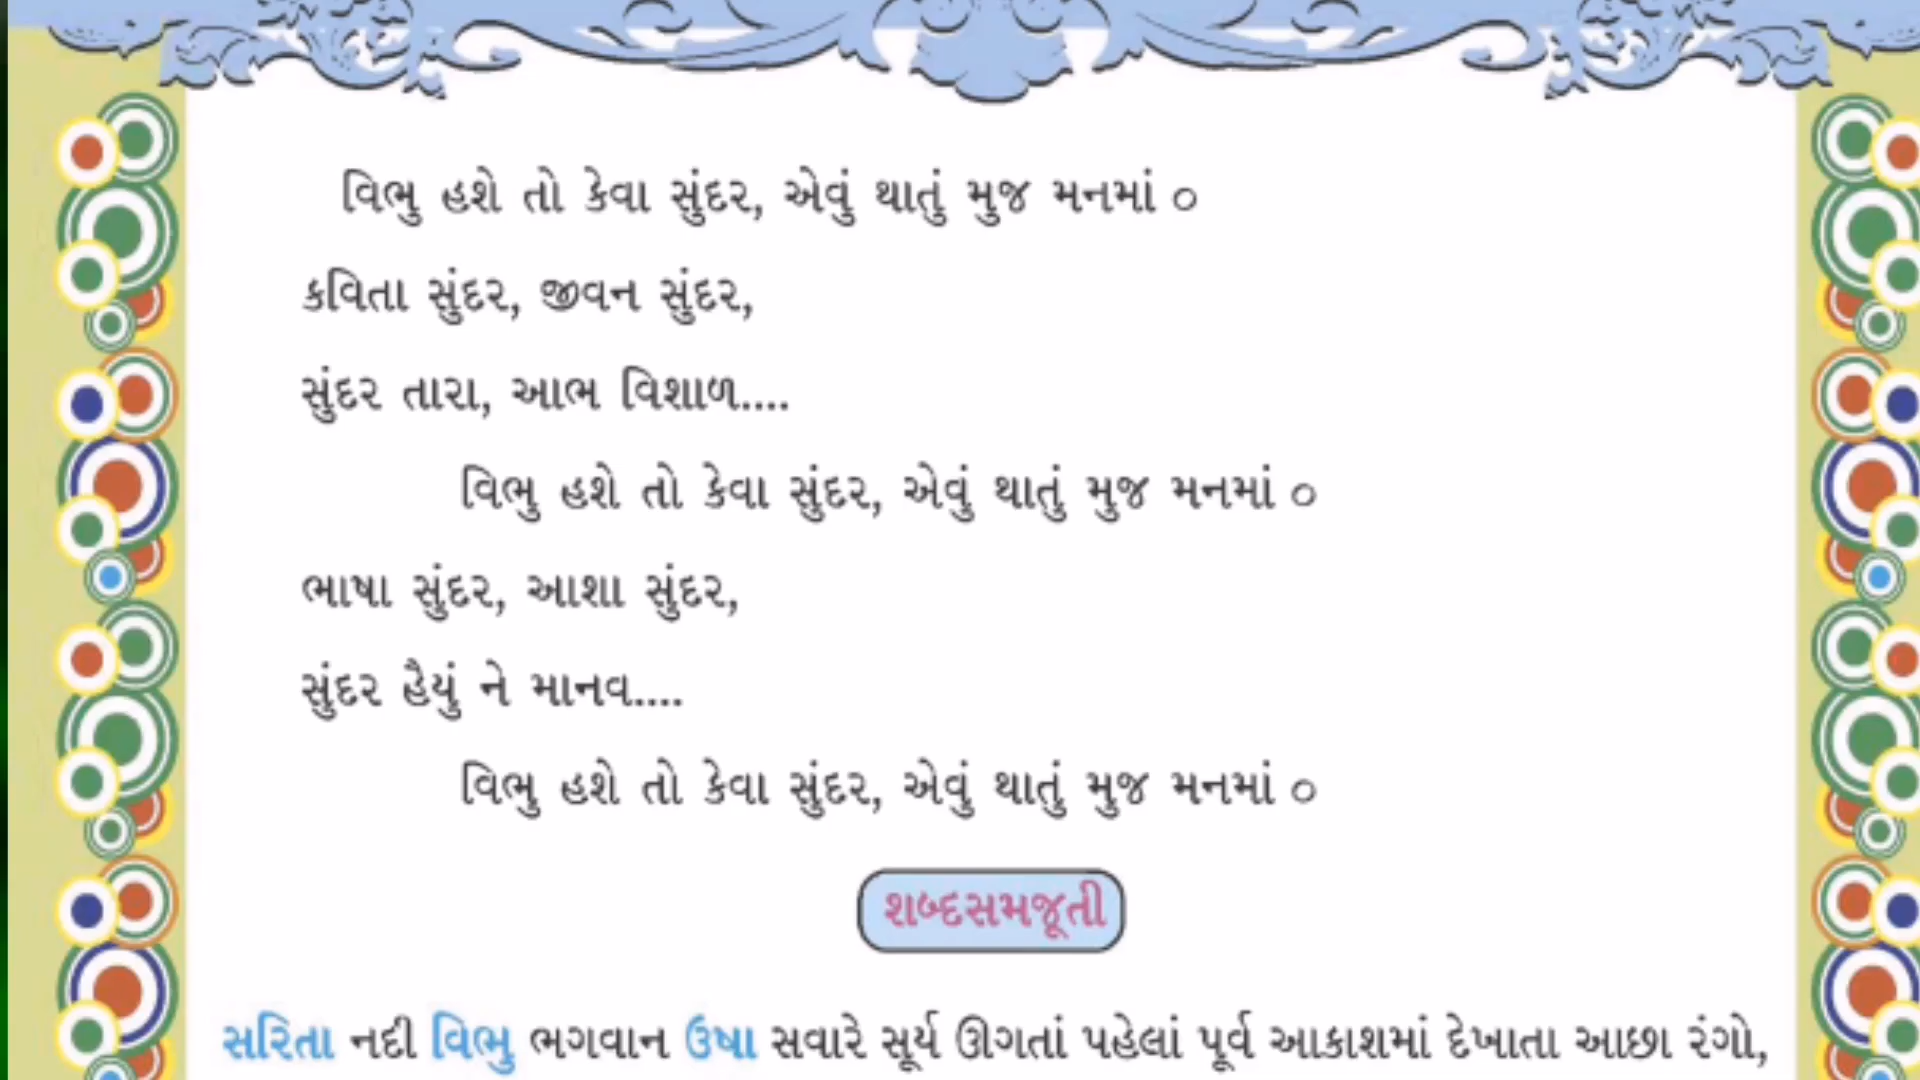 વિભુ હશે તો કેવા સુંદર, એવું થાતું મુજ મનમાં ૦
કવિતા સુંદર, જીવન સુંદર,
સુંદર તારા, આભ વિશાળ....
વિભુ હશે તો કેવા સુંદર, એવું થાતું મુજ મનમાં ૦
ભાષા સુંદર, આશા સુંદર,
સુંદર હૈયું ને માનવ....
વિભુ હશે તો કેવા સુંદર, એવું થાતું મુજ મનમાં ૦
શબ્દસમજૂતી
સરિતા નદી વિભુ ભગવાન ઉષા સવારે સૂર્ય ઊગતાં પહેલાં પૂર્વ આકાશમાં દેખાતા આછા રંગો,